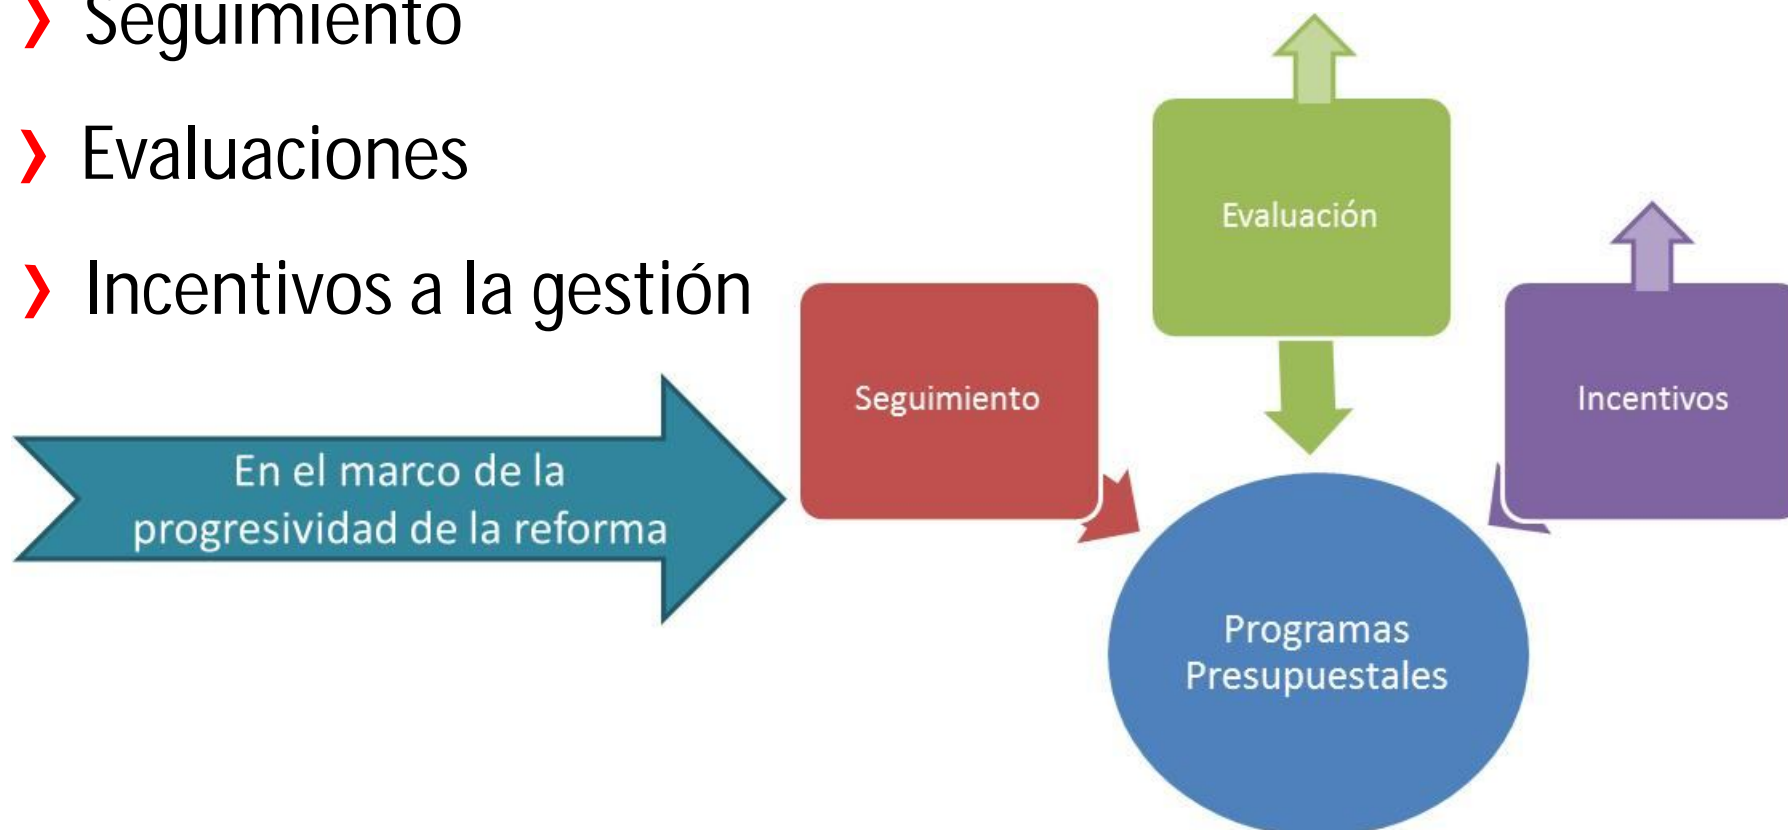 Seguimiento
Evaluaciones
Incentivos a la gestión
En el marco de la
progresividad de la reforma
Seguimiento
Evaluación
Incentivos
Programas
Presupuestales